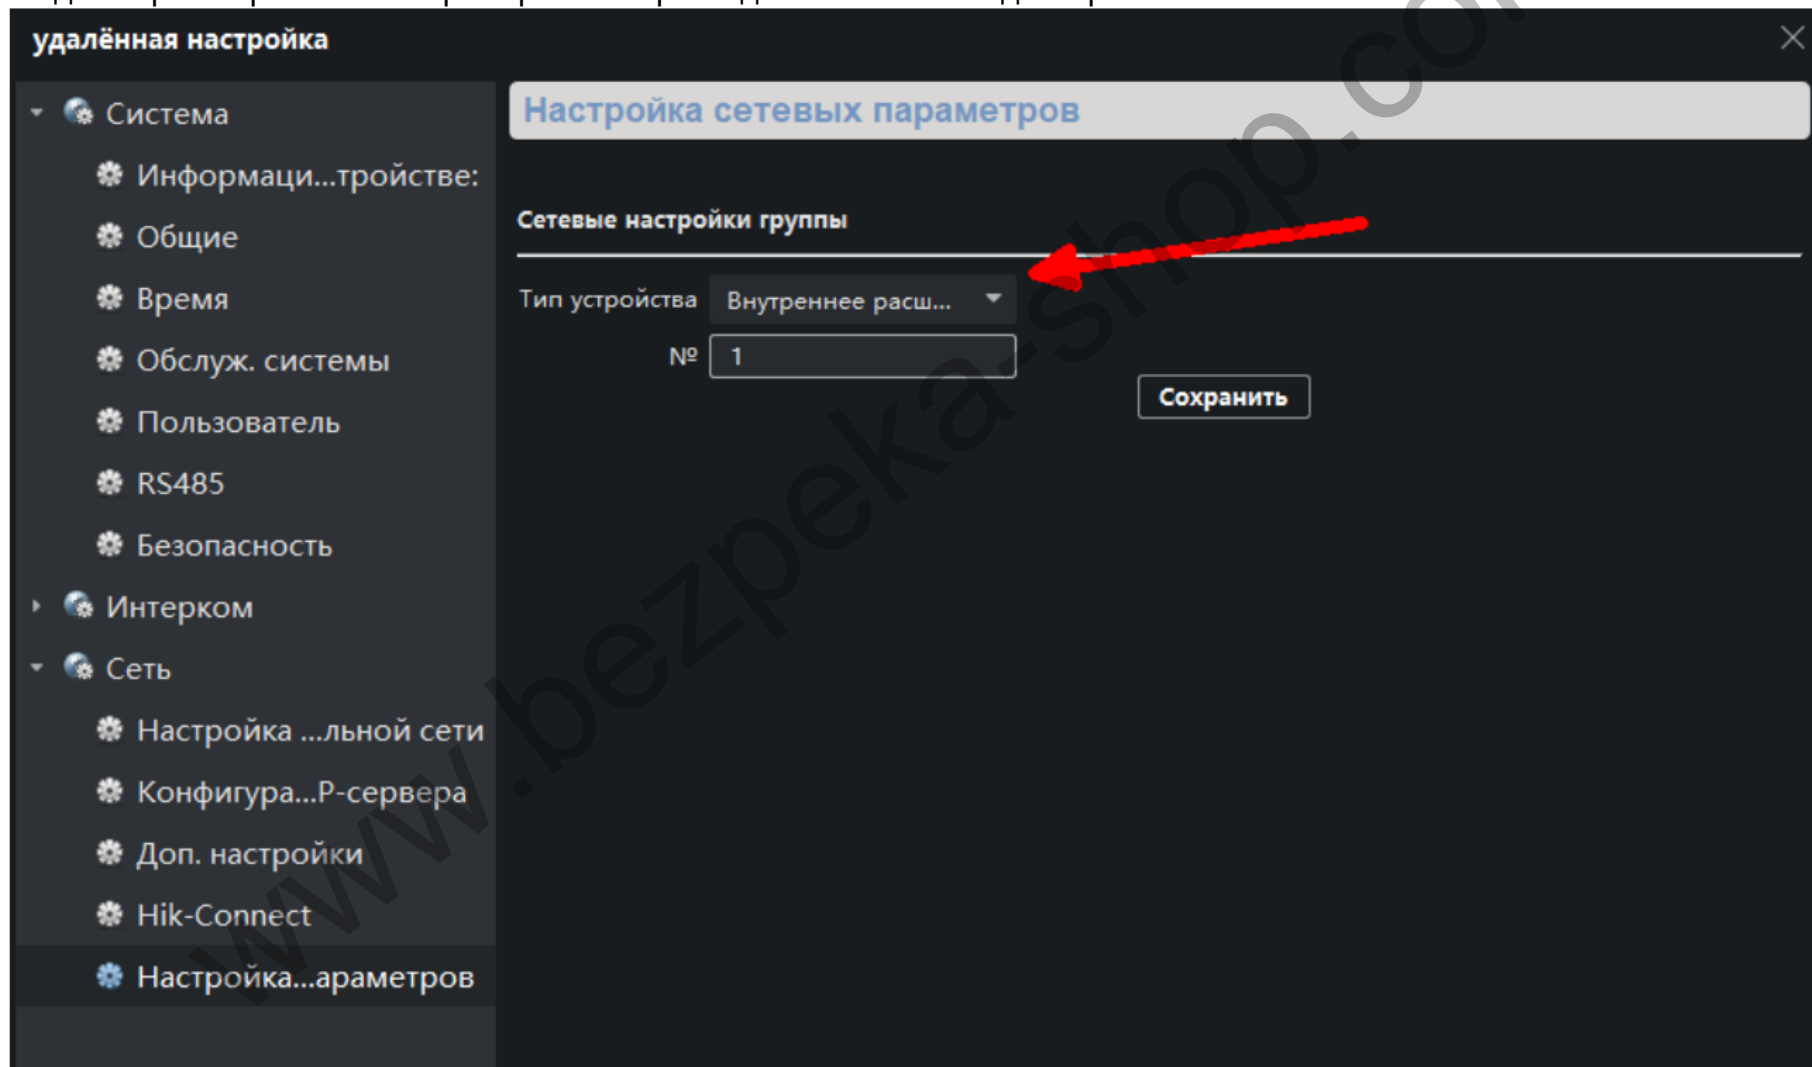 удалённая настройка
Система
Информаци...тройстве:
Общие
Время
Обслуж. системы
Пользователь
RS485
Безопасность
Интерком
Сеть
Настройка ...льной сети
Конфигура...P-сервера
Доп. настройки
Hik-Connect
Настройка...араметров
Настройка сетевых параметров
Сетевые настройки группы
Тип устройства Внутреннее расш...
№ 1
Сохранить
www.bezpeka-shop.com